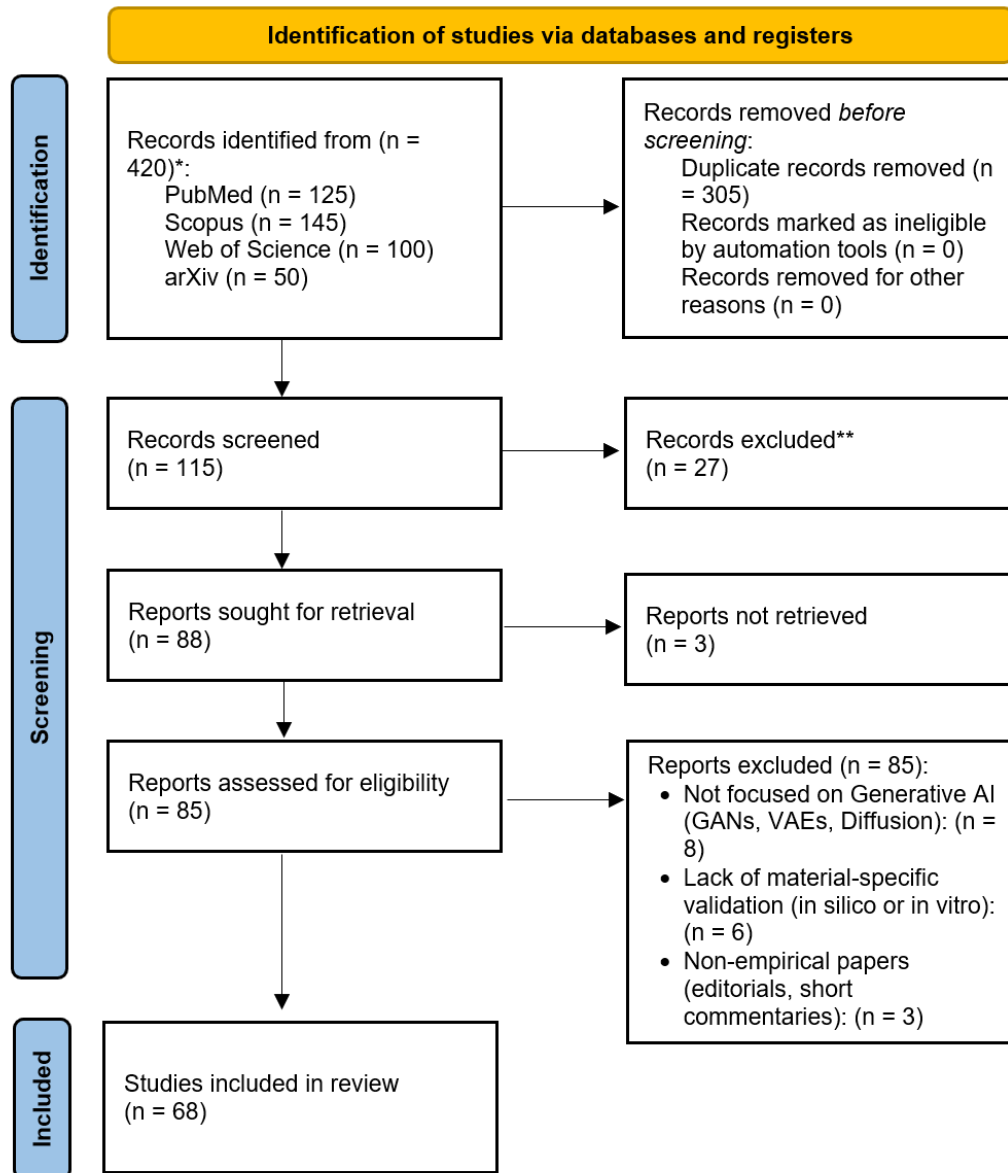 Identification of studies via databases and registers
Identification
Records identified from (n =
420)*:
PubMed (n = 125)
Scopus (n = 145)
Web of Science (n = 100)
arXiv (n = 50)
Records removed before
screening:
Duplicate records removed (n
= 305)
Records marked as ineligible
by automation tools (n = 0)
Records removed for other
reasons (n = 0)
Screening
Records screened
(n = 115)
Records excluded**
(n = 27)
Reports sought for retrieval
(n = 88)
Reports not retrieved
(n = 3)
Reports assessed for eligibility
(n = 85)
Reports excluded (n = 85):
• Not focused on Generative AI
(GANs, VAEs, Diffusion): (n =
8)
• Lack of material-specific
validation (in silico or in vitro):
(n = 6)
• Non-empirical papers
(editorials, short
commentaries): (n = 3)
Included
Studies included in review
(n = 68)